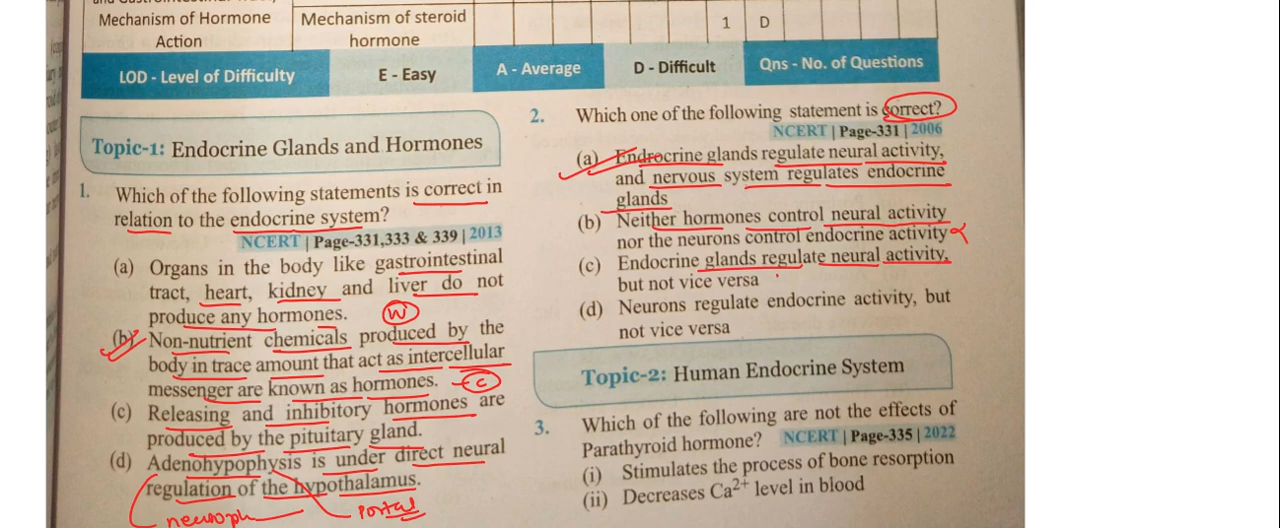 Mechanism of Hormone
Action
Mechanism of steroid
hormone
1 D
LOD - Level of Difficulty
E - Easy
A - Average
D - Difficult
Qns - No. of Questions
Topic-1: Endocrine Glands and Hormones
1. Which of the following statements is correct in
relation to the endocrine system?
NCERT | Page-331,333 & 339 | 2013
(a) Organs in the body like gastrointestinal
tract, heart, kidney and liver do not
produce any hormones.
W
(b) Non-nutrient chemicals produced by the
body in trace amount that act as intercellular
messenger are known as hormones.
C
(c) Releasing and inhibitory hormones are
produced by the pituitary gland.
(d) Adenohypophysis is under direct neural
regulation of the hypothalamus.
neuroph
Portal
2. Which one of the following statement is correct?
NCERT | Page-331 | 2006
(a) Endrocrine glands regulate neural activity,
and nervous system regulates endocrine
glands
(b) Neither hormones control neural activity
nor the neurons control endocrine activity
(c) Endocrine glands regulate neural activity,
but not vice versa
(d) Neurons regulate endocrine activity, but
not vice versa
Topic-2: Human Endocrine System
3. Which of the following are not the effects of
Parathyroid hormone? NCERT | Page-335 | 2022
(i) Stimulates the process of bone resorption
(ii) Decreases Ca²⁺ level in blood